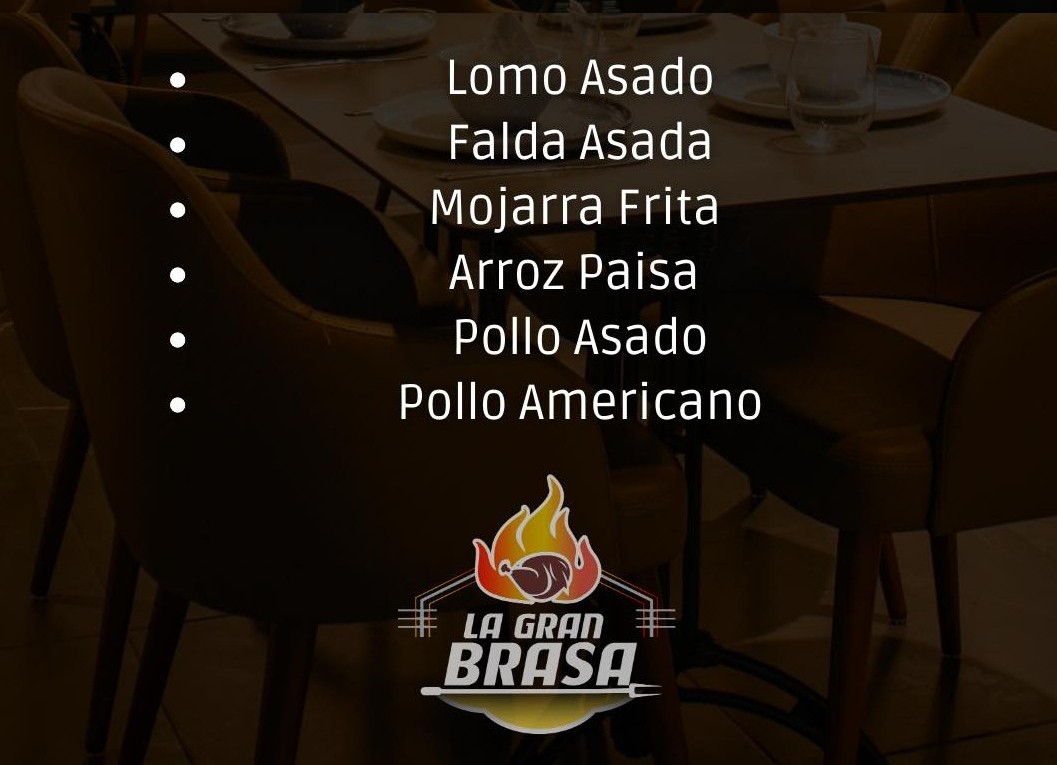 Lomo Asado
Falda Asada
Mojarra Frita
Arroz Paisa
Pollo Asado
Pollo Americano
LA GRAN
BRASA